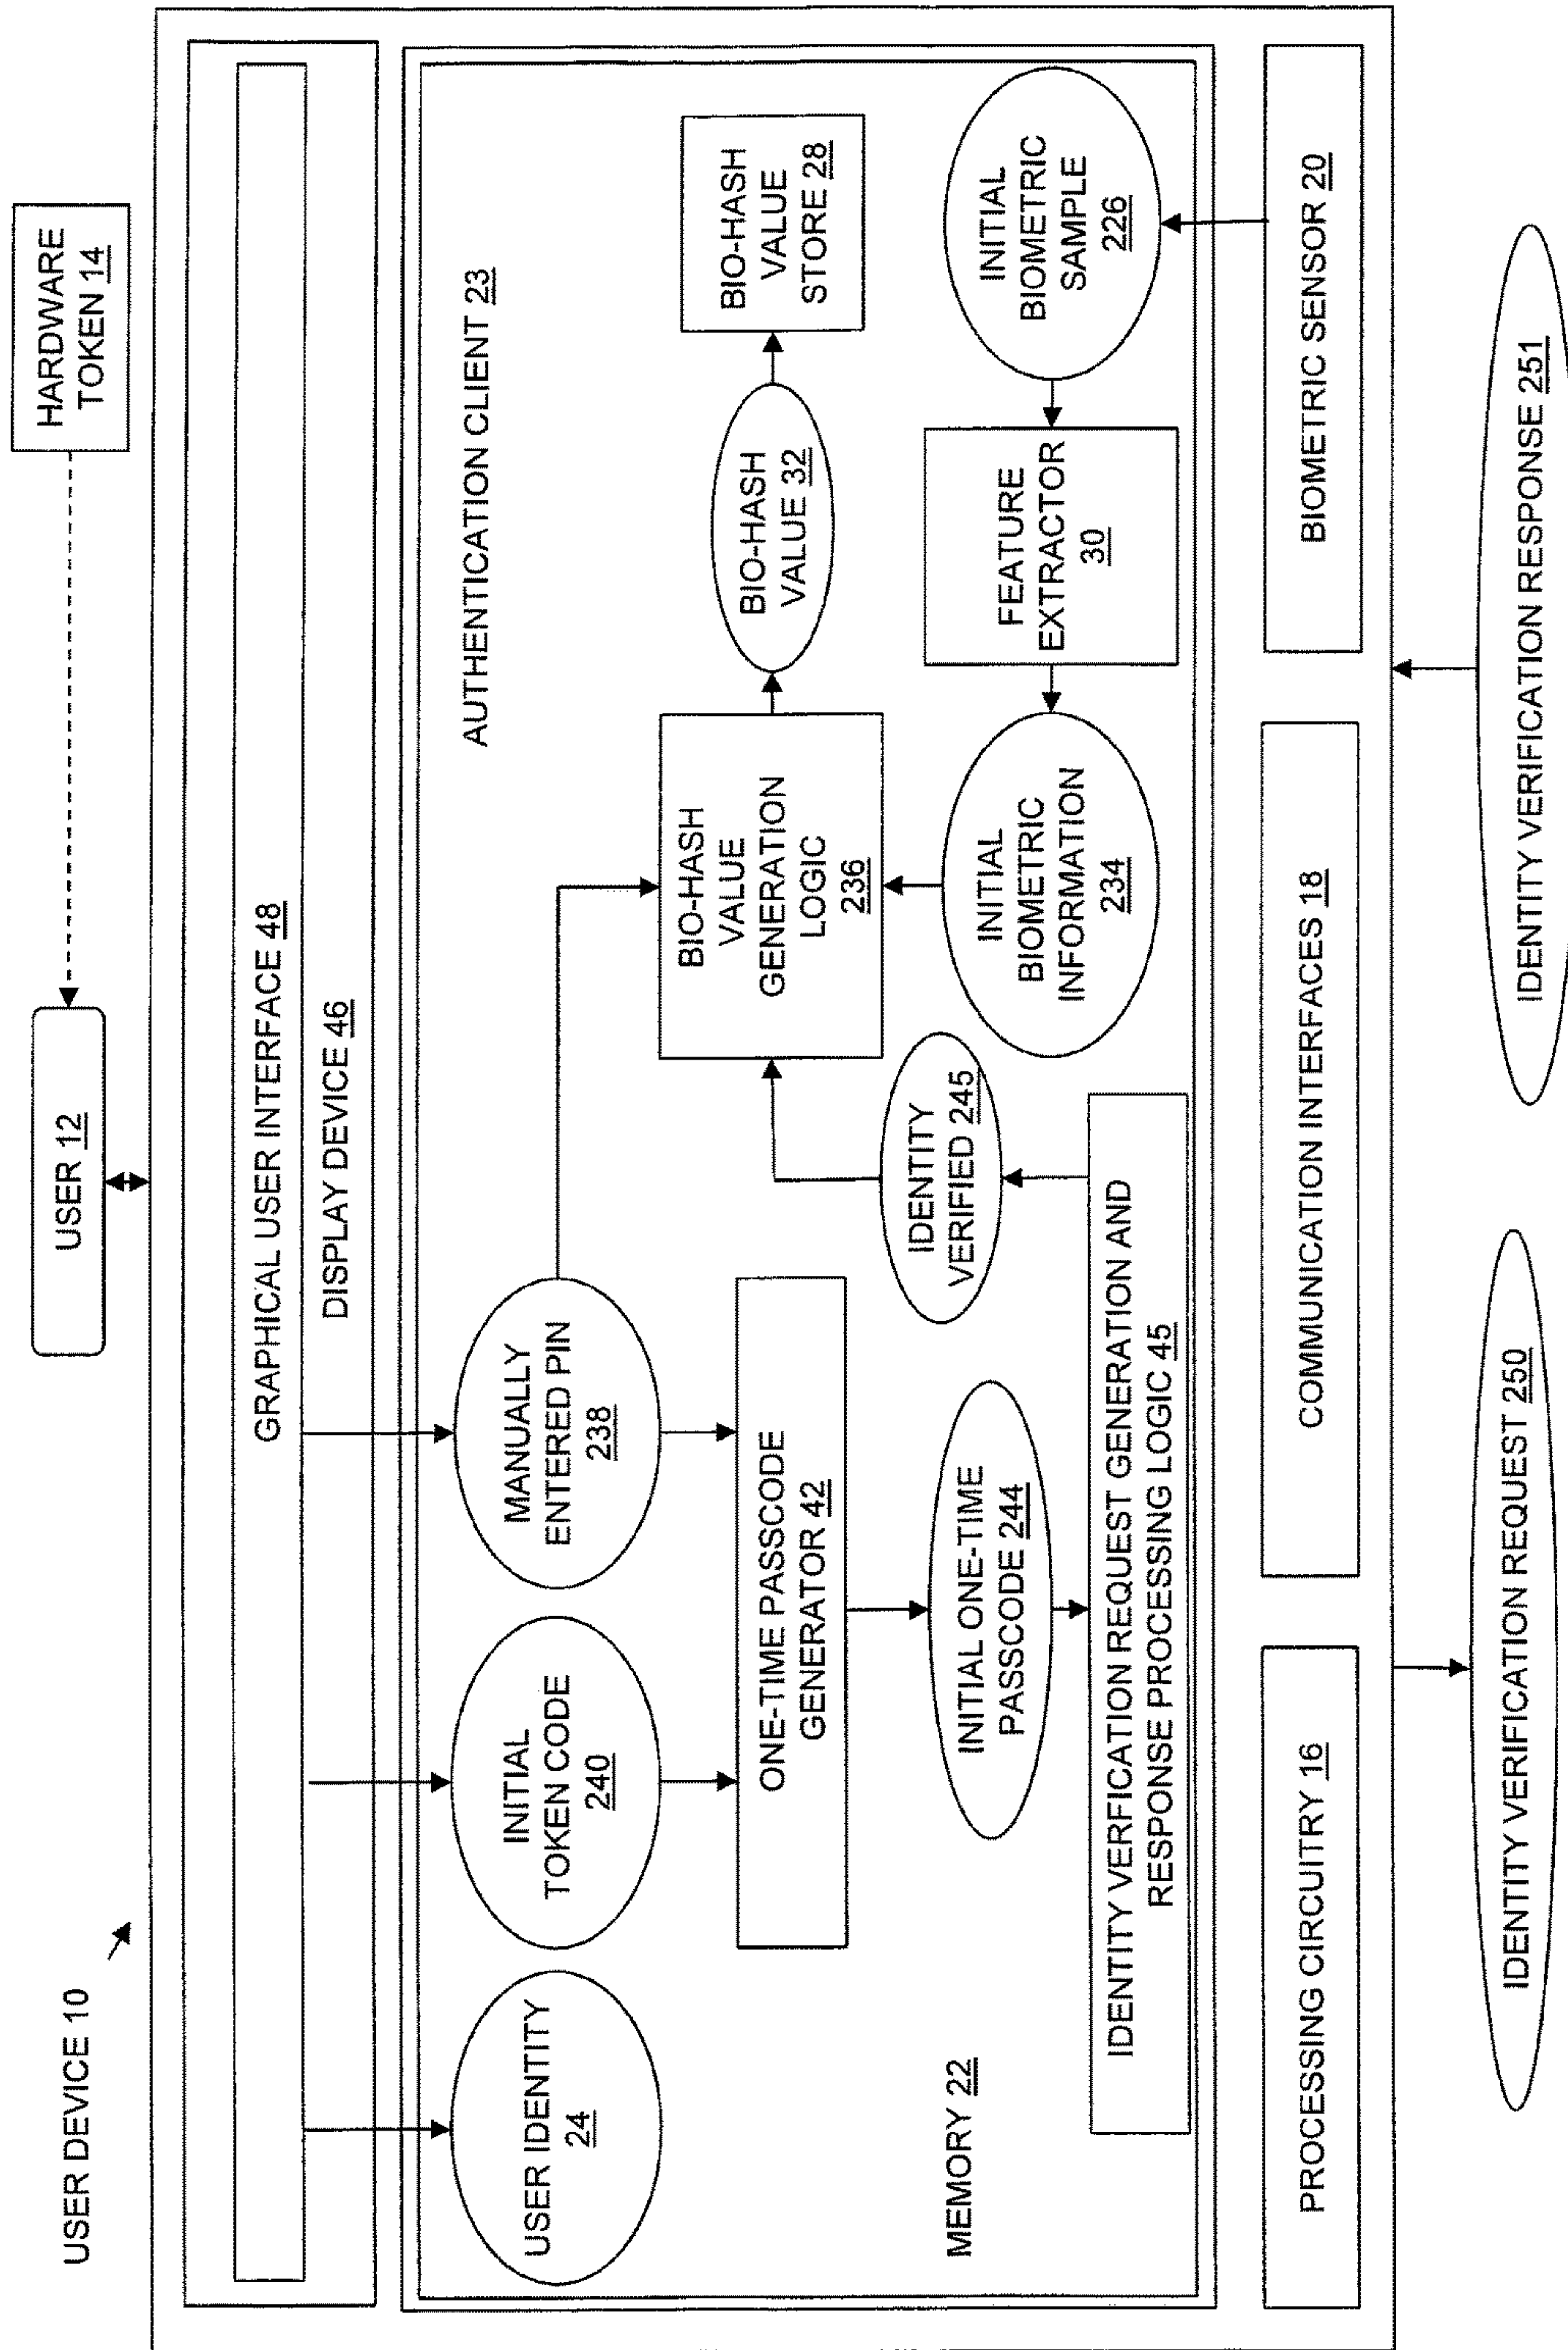 USER DEVICE 10
USER 12
HARDWARE
TOKEN 14
GRAPHICAL USER INTERFACE 48
DISPLAY DEVICE 46
AUTHENTICATION CLIENT 23
USER IDENTITY
24
INITIAL
TOKEN CODE
240
MANUALLY
ENTERED PIN
238
ONE-TIME PASSCODE
GENERATOR 42
BIO-HASH
VALUE
GENERATION
LOGIC
236
BIO-HASH
VALUE 32
BIO-HASH
VALUE
STORE 28
INITIAL ONE-TIME
PASSCODE 244
IDENTITY
VERIFIED 245
INITIAL
BIOMETRIC
INFORMATION
234
FEATURE
EXTRACTOR
30
INITIAL
BIOMETRIC
SAMPLE
226
MEMORY 22
IDENTITY VERFICATION REQUEST GENERATION AND
RESPONSE PROCESSING LOGIC 45
PROCESSING CIRCUITRY 16
COMMUNICATION INTERFACES 18
BIOMETRIC SENSOR 20
IDENTITY VERIFICATION REQUEST 250
IDENTITY VERIFICATION RESPONSE 251